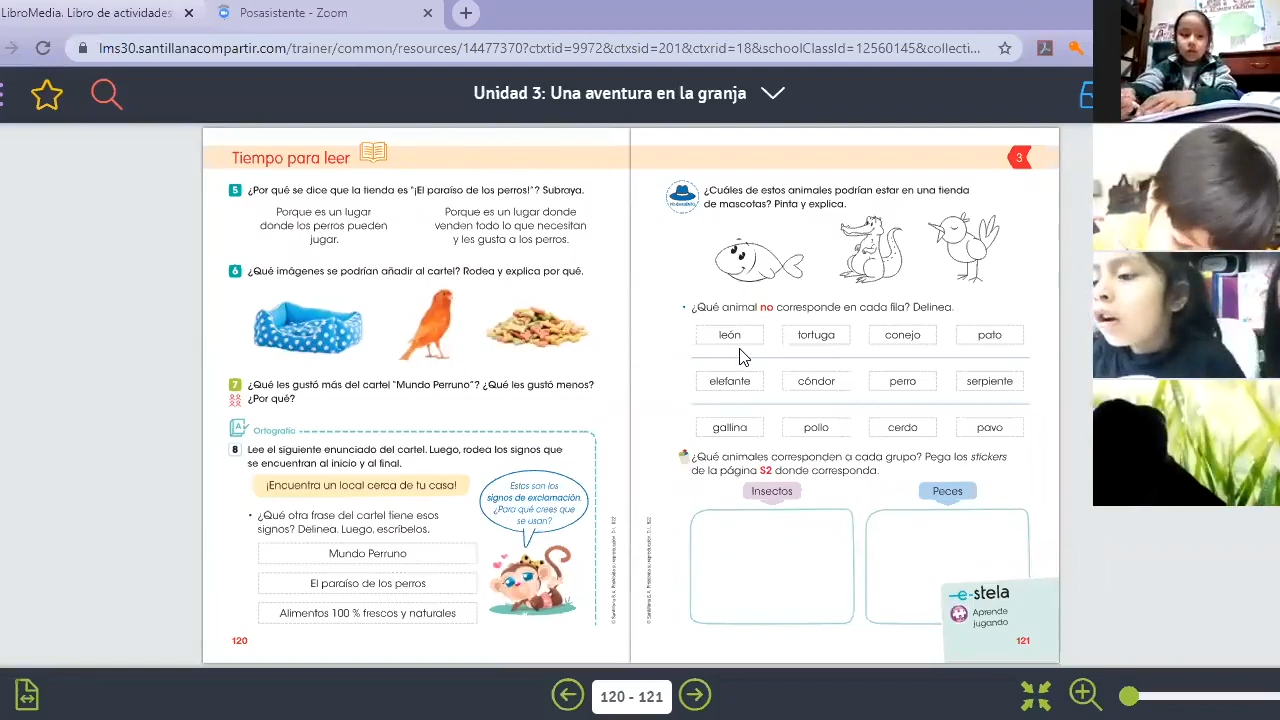 LibroMedia. Libro de actividades
Posasistente - Zoom
lms30.santillanacompartir.com/trainer/common/resources/14477370?ctxtid=9972&ctxsid=201&ctxrid=18&schoolClassId=12560145&collecti...
Unidad 3: Una aventura en la granja
Tiempo para leer
5 ¿Por qué se dice que la tienda es "¡El paraíso de los perros!"? Subraya.
Porque es un lugar
donde los perros pueden
jugar.
Porque es un lugar donde
venden todo lo que necesitan
y les gusta a los perros.
6 ¿Qué imágenes se podrían añadir al cartel? Rodea y explica por qué.
7 ¿Qué les gustó más del cartel "Mundo Perruno"? ¿Qué les gustó menos?
¿Por qué?
Ortografía
8 Lee el siguiente enunciado del cartel. Luego, rodea los signos que
se encuentran al inicio y al final.
¡Encuentra un local cerca de tu casa!
• ¿Qué otra frase del cartel tiene esos
signos? Delinea. Luego, escríbelos.
Mundo Perruno
El paraíso de los perros
Alimentos 100 % frescos y naturales
Estos son los
signos de exclamación.
¿Para qué crees que
se usan?
120
3
¿Cuáles de estos animales podrían estar en una tienda
de mascotas? Pinta y explica.
• ¿Qué animal no corresponde en cada fila? Delinea.
león tortuga conejo pato
elefante cóndor perro serpiente
gallina pollo cerdo pavo
¿Qué animales corresponden a cada grupo? Pega los stickers
de la página S2 donde corresponda.
Insectos Peces
e-stela
Aprende
jugando
121
120 - 121